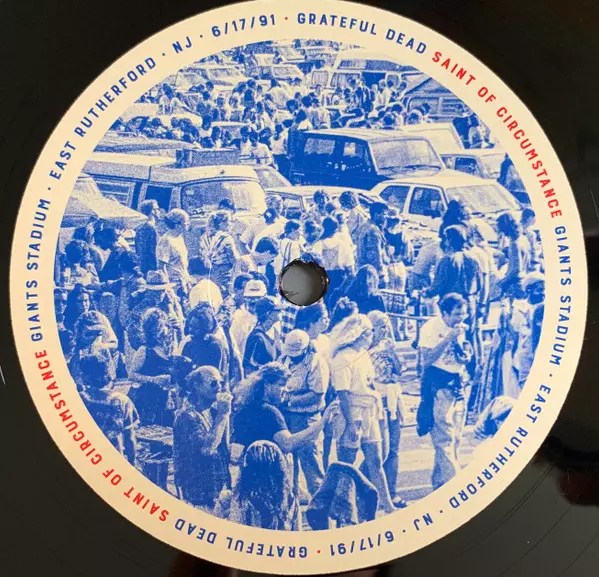 GRATEFUL DEAD SAINT OF CIRCUMSTANCE GIANTS STADIUM · EAST RUTHERFORD · NJ · 6/17/91 · GRATEFUL DEAD SAINT OF CIRCUMSTANCE GIANTS STADIUM · EAST RUTHERFORD · NJ · 6/17/91 ·